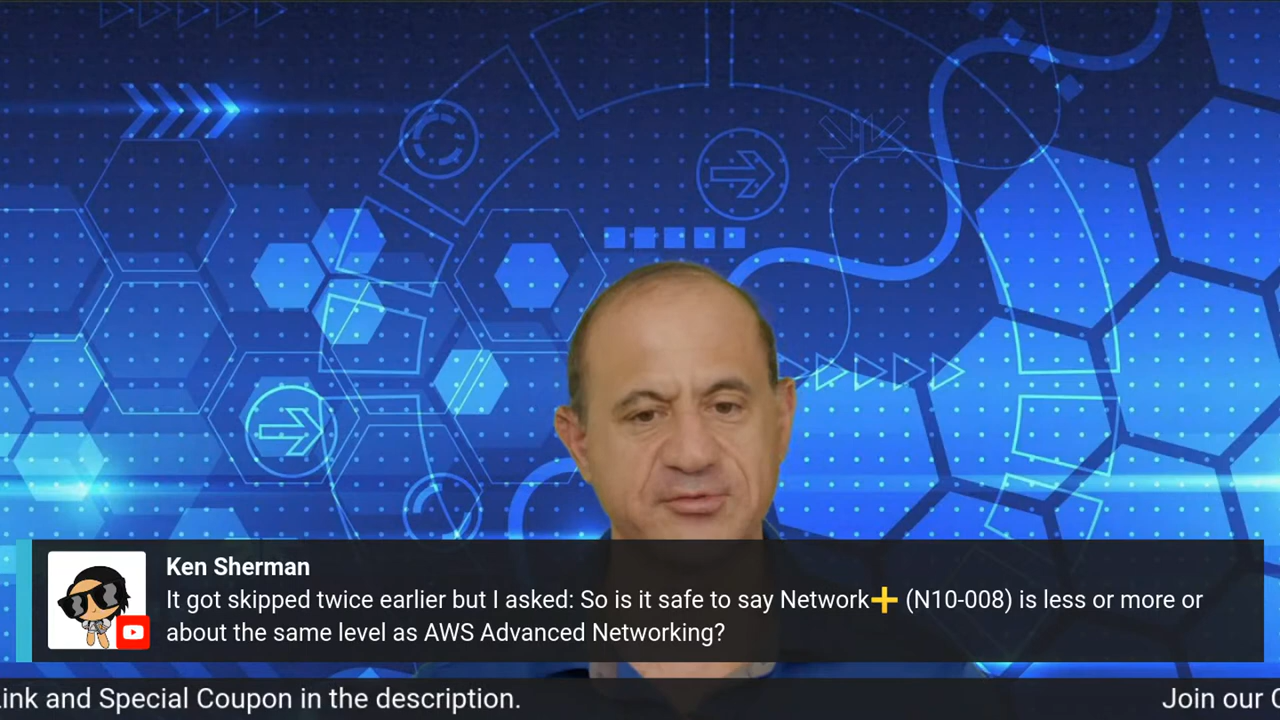 Ken Sherman
It got skipped twice earlier but I asked: So is it safe to say Network➕ (N10-008) is less or more or
about the same level as AWS Advanced Networking?
ink and Special Coupon in the description.
Join our